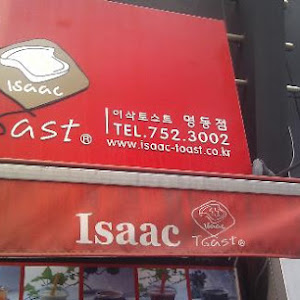 Isaac
Toast®
이삭토스트 명동점
TEL.752.3002
www.isaac-toast.co.kr
Isaac
Isaac
Toast®